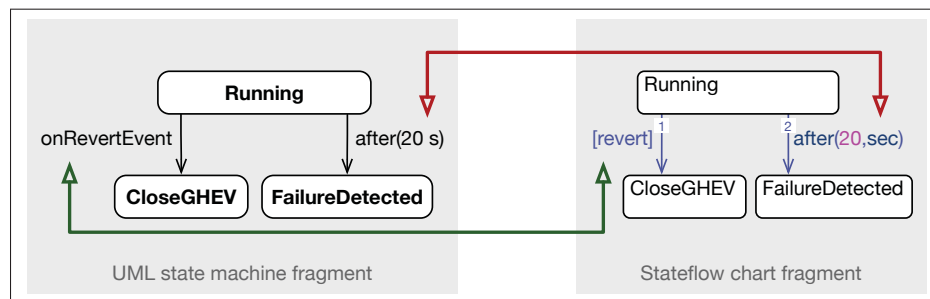 Running
onRevertEvent
after(20 s)
CloseGHEV
FailureDetected
UML state machine fragment
Running
[revert]
1
2
after(20,sec)
CloseGHEV
FailureDetected
Stateflow chart fragment